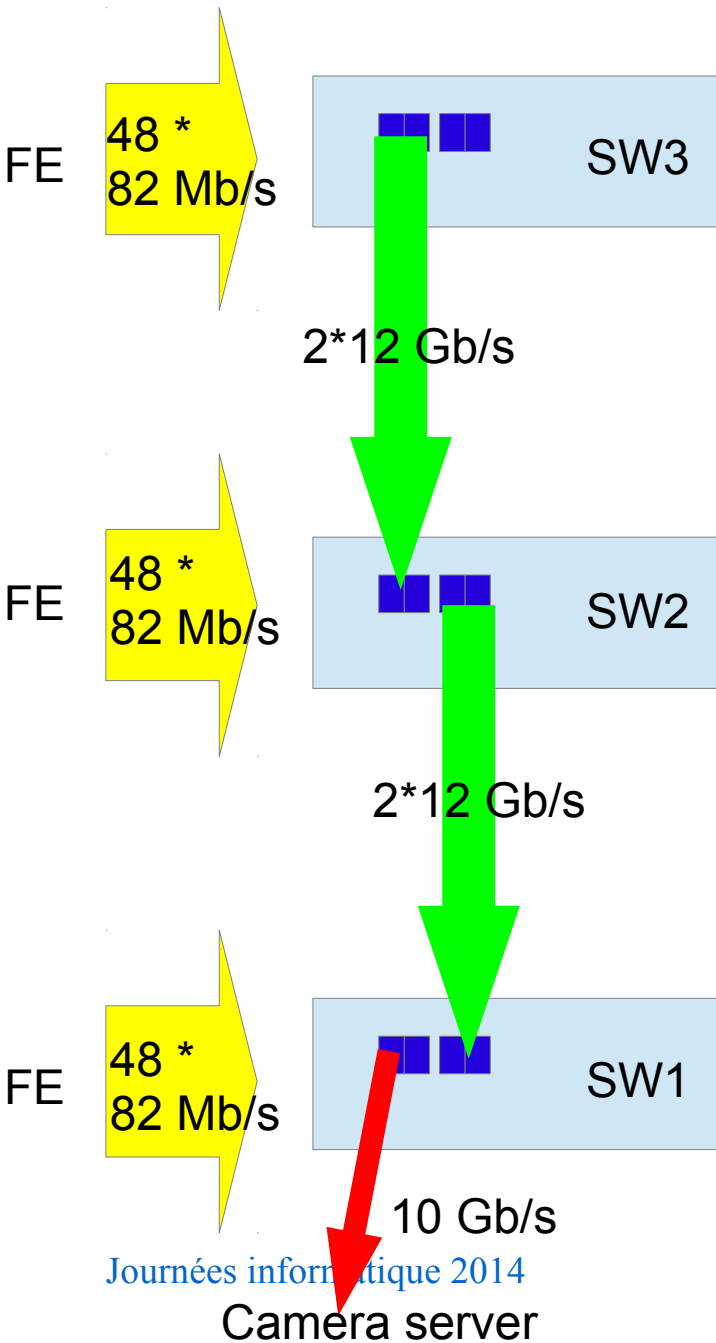 FE
48 *
82 Mb/s
SW3
2*12 Gb/s
FE
48 *
82 Mb/s
SW2
2*12 Gb/s
FE
48 *
82 Mb/s
SW1
10 Gb/s
Journées informatique 2014
Camera server